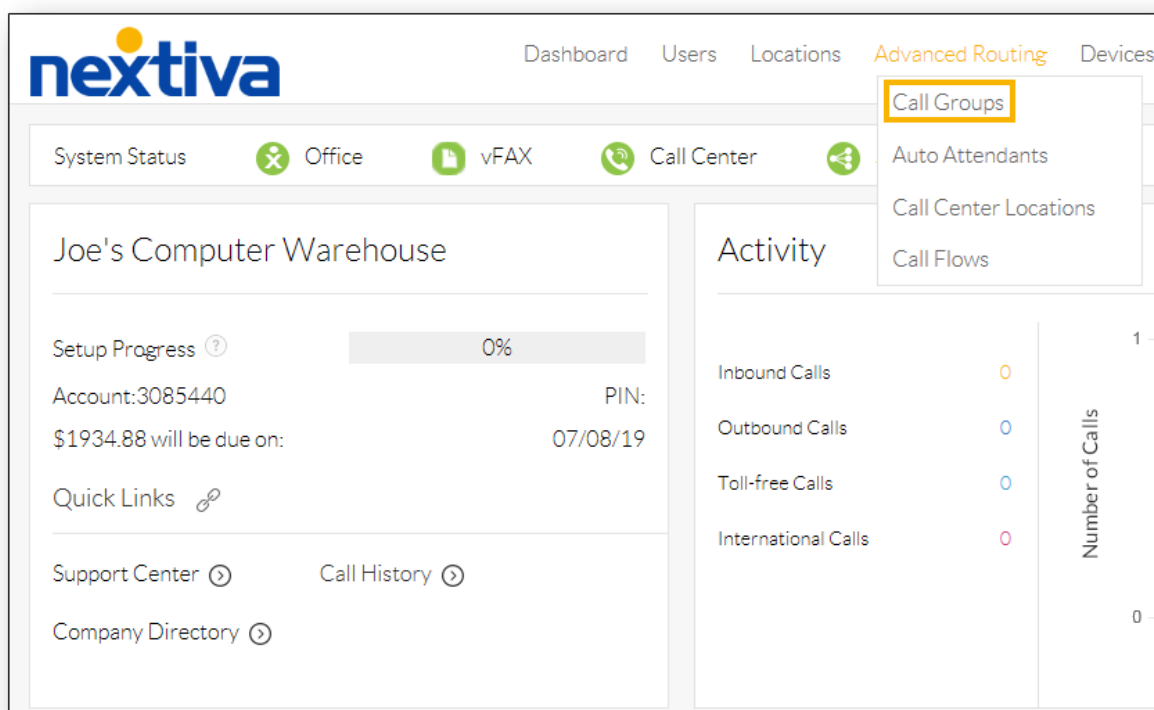 nextiva
Dashboard Users Locations Advanced Routing Devices
Call Groups
Auto Attendants
Call Center Locations
Call Flows
System Status Office vFAX Call Center
Joe's Computer Warehouse
Setup Progress ? 0%
Account:3085440 PIN:
$1934.88 will be due on: 07/08/19
Quick Links
Support Center Call History
Company Directory
Activity
Inbound Calls 0
Outbound Calls 0
Toll-free Calls 0
International Calls 0
Number of Calls
1
0